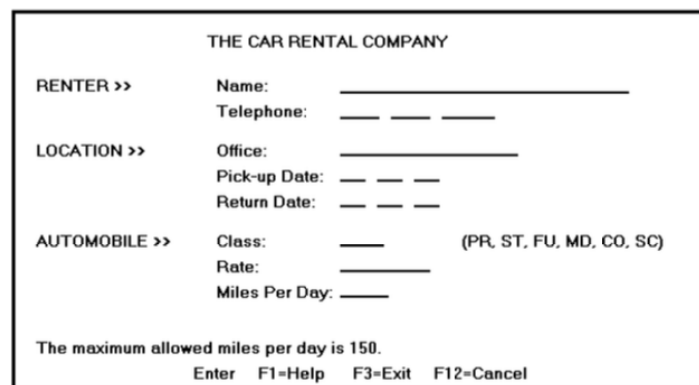 THE CAR RENTAL COMPANY
RENTER >> Name:
Telephone:
LOCATION >> Office:
Pick-up Date:
Return Date:
AUTOMOBILE >> Class: (PR, ST, FU, MD, CO, SC)
Rate:
Miles Per Day:
The maximum allowed miles per day is 150.
Enter F1=Help F3=Exit F12=Cancel